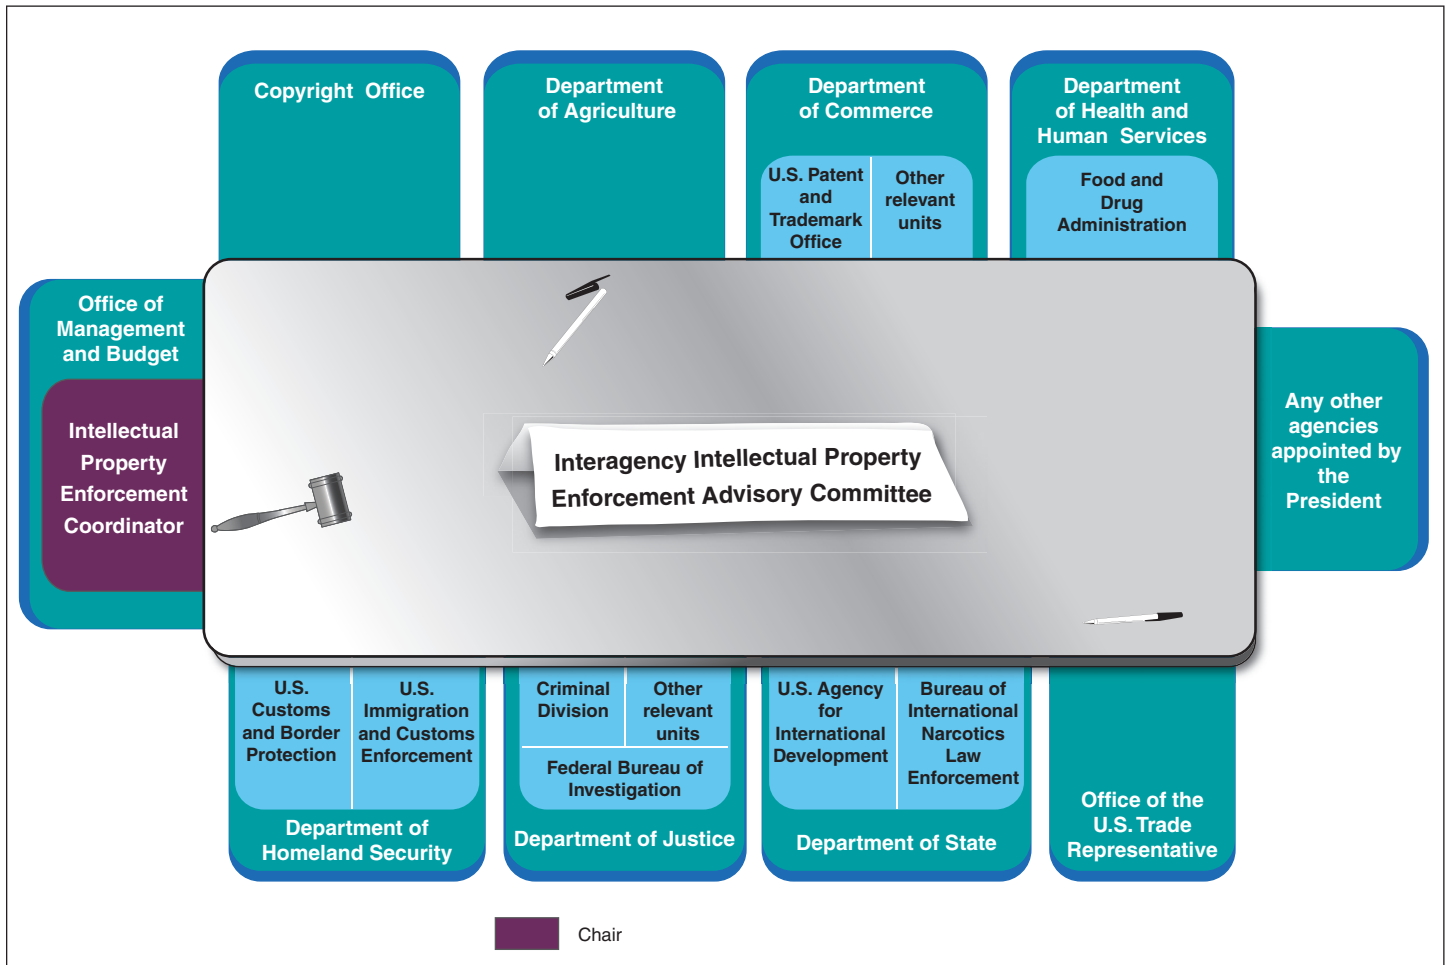 Copyright Office
Department
of Agriculture
Department
of Commerce
U.S. Patent
and
Trademark
Office
Other
relevant
units
Department
of Health and
Human Services
Food and
Drug
Administration
Office of
Management
and Budget
Intellectual
Property
Enforcement
Coordinator
Interagency Intellectual Property
Enforcement Advisory Committee
Any other
agencies
appointed by
the
President
U.S.
Customs
and Border
Protection
U.S.
Immigration
and Customs
Enforcement
Department of
Homeland Security
Criminal
Division
Other
relevant
units
Federal Bureau of
Investigation
Department of Justice
U.S. Agency
for
International
Development
Bureau of
International
Narcotics
Law
Enforcement
Department of State
Office of the
U.S. Trade
Representative
Chair